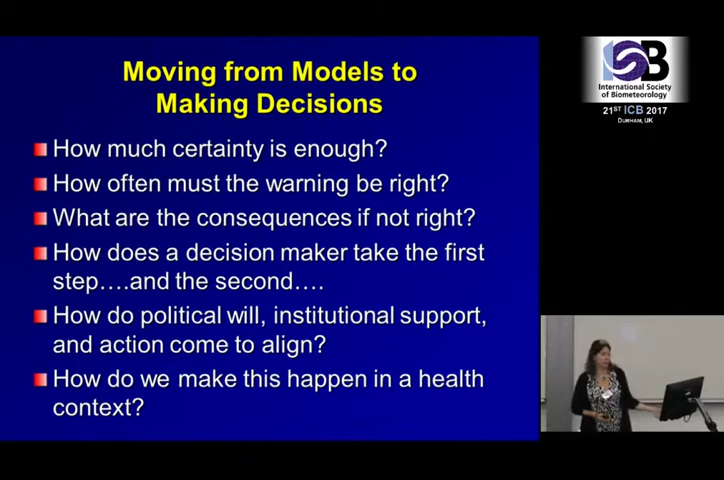 Moving from Models to
Making Decisions
How much certainty is enough?
How often must the warning be right?
What are the consequences if not right?
How does a decision maker take the first
step….and the second….
How do political will, institutional support,
and action come to align?
How do we make this happen in a health
context?
ISB
International Society
of Biometeorology
21ST ICB 2017
DURHAM, UK